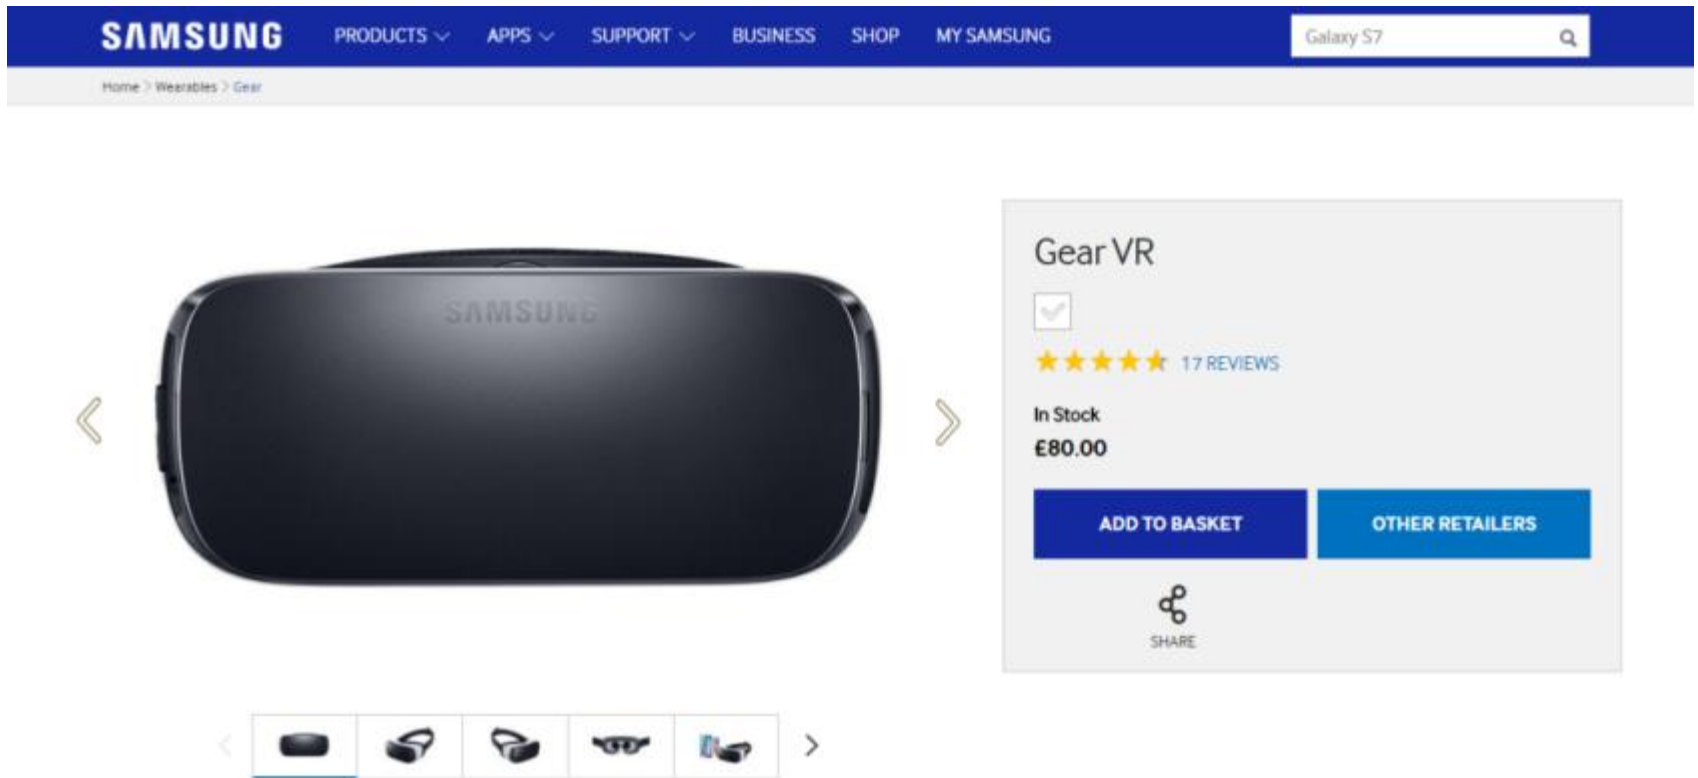 SAMSUNG PRODUCTS APPS SUPPORT BUSINESS SHOP MY SAMSUNG Galaxy S7
Home > Wearables > Gear
SAMSUNG
Gear VR
17 REVIEWS
In Stock
£80.00
ADD TO BASKET OTHER RETAILERS
SHARE